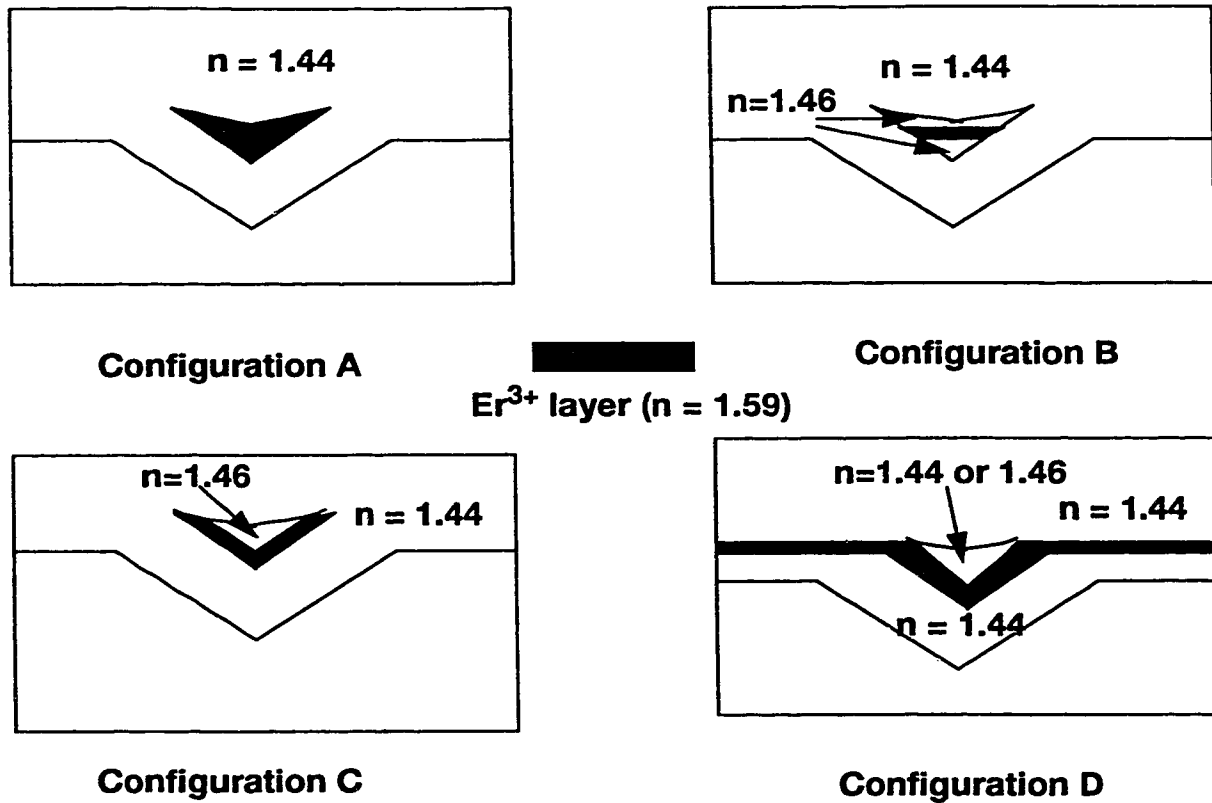 n = 1.44
n = 1.44
n=1.46
Configuration A
Configuration B
Er³⁺ layer (n = 1.59)
n=1.46
n = 1.44
n=1.44 or 1.46
n = 1.44
n = 1.44
Configuration C
Configuration D